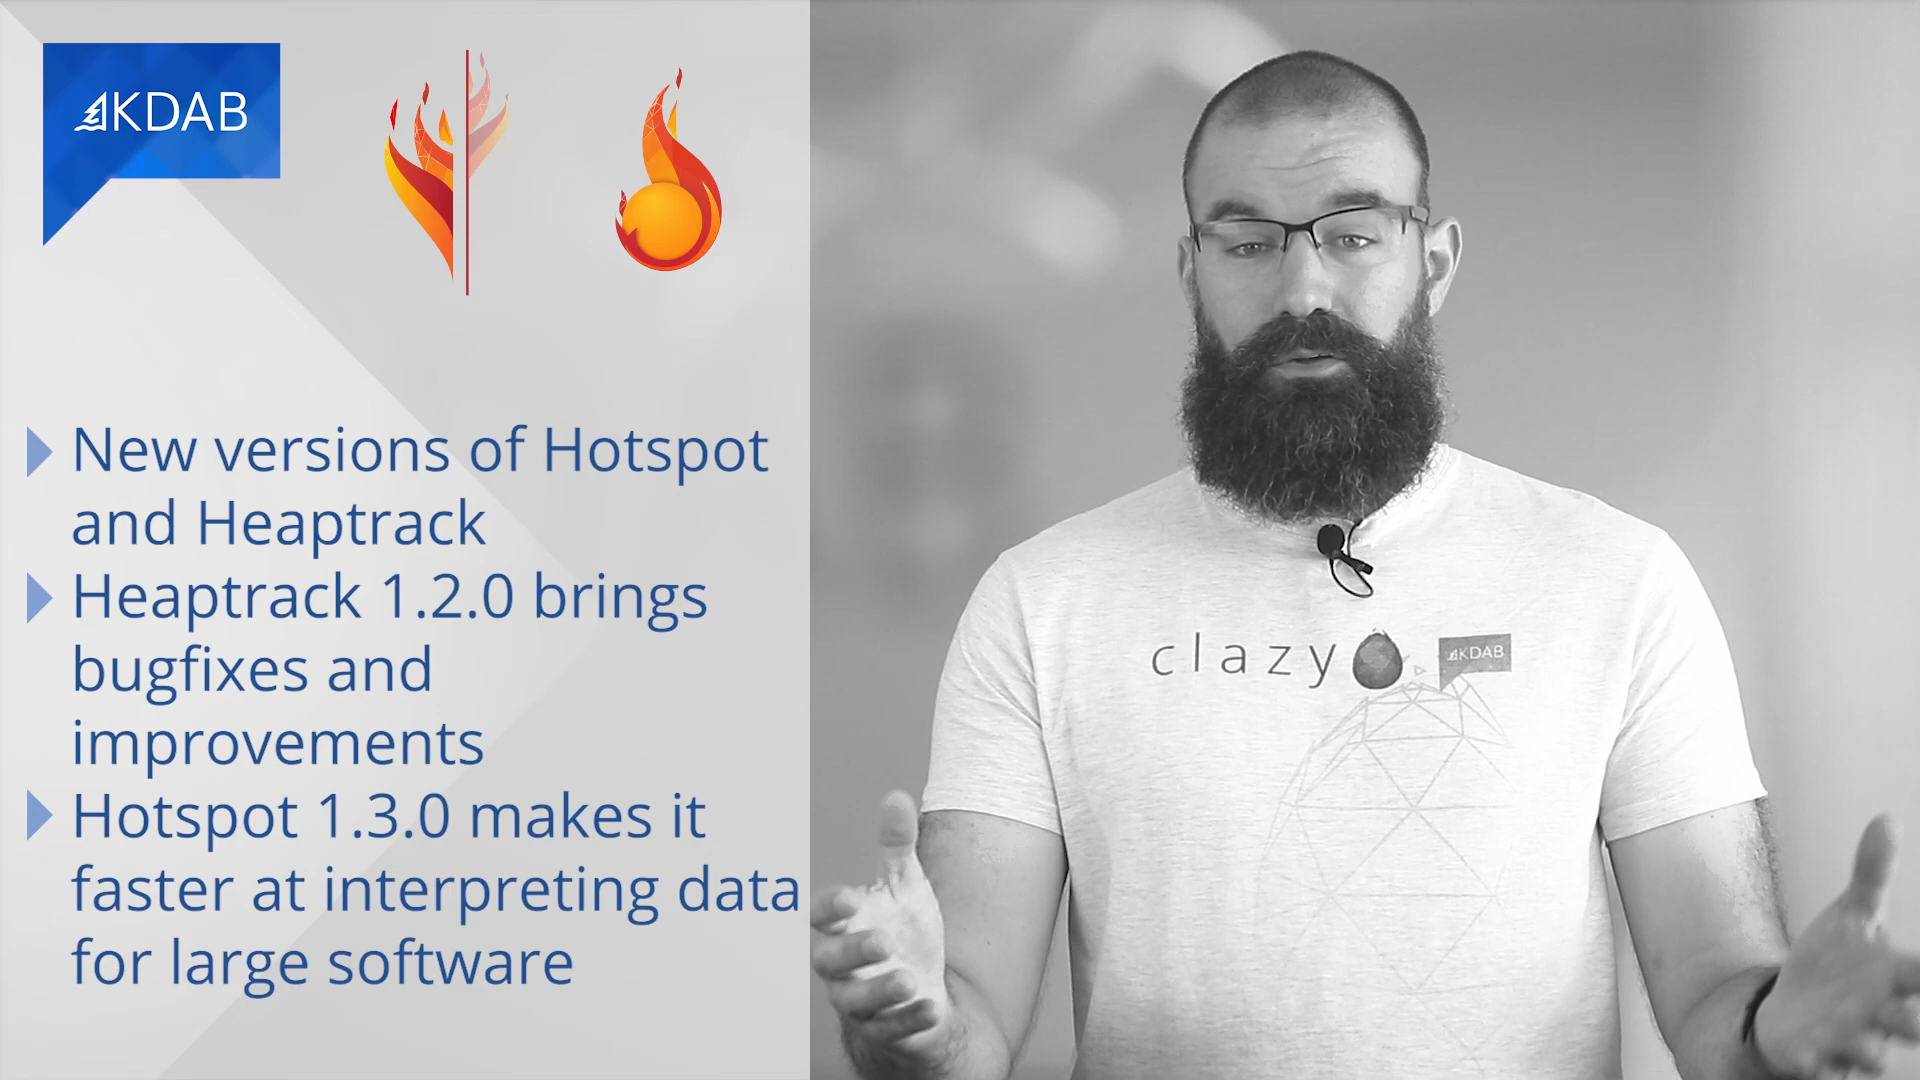 KDAB
New versions of Hotspot
and Heaptrack
Heaptrack 1.2.0 brings
bugfixes and
improvements
Hotspot 1.3.0 makes it
faster at interpreting data
for large software
clazy
KDAB